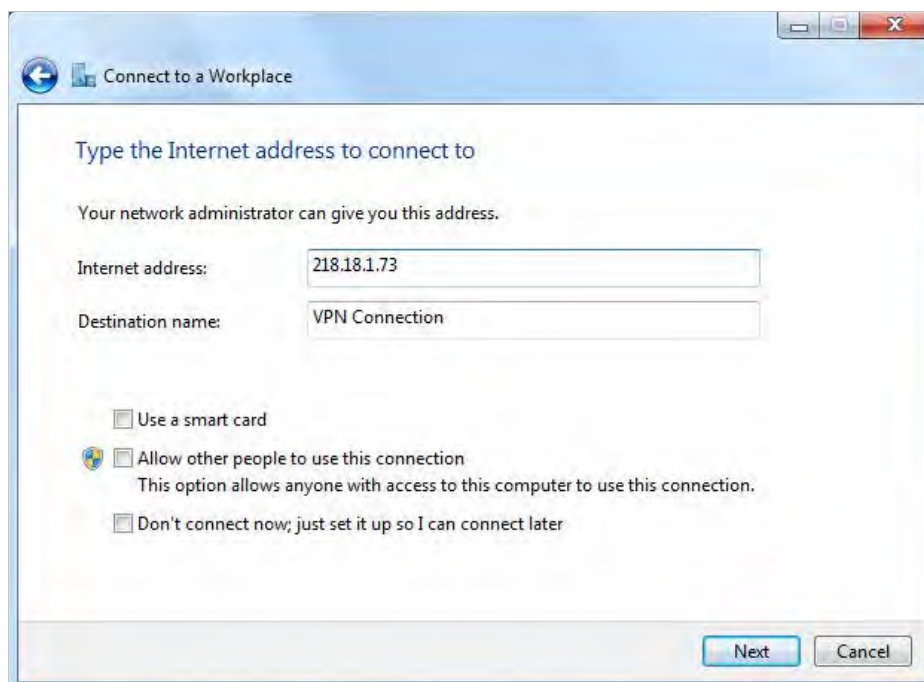 Connect to a Workplace
Type the Internet address to connect to
Your network administrator can give you this address.
Internet address: 218.18.1.73
Destination name: VPN Connection
Use a smart card
Allow other people to use this connection
This option allows anyone with access to this computer to use this connection.
Don't connect now; just set it up so I can connect later
Next Cancel